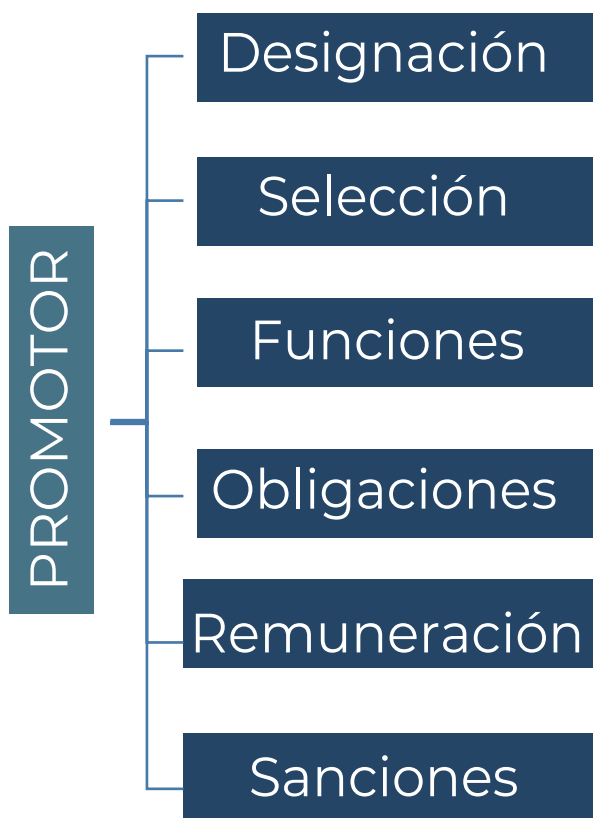 PROMOTOR
Designación
Selección
Funciones
Obligaciones
Remuneración
Sanciones